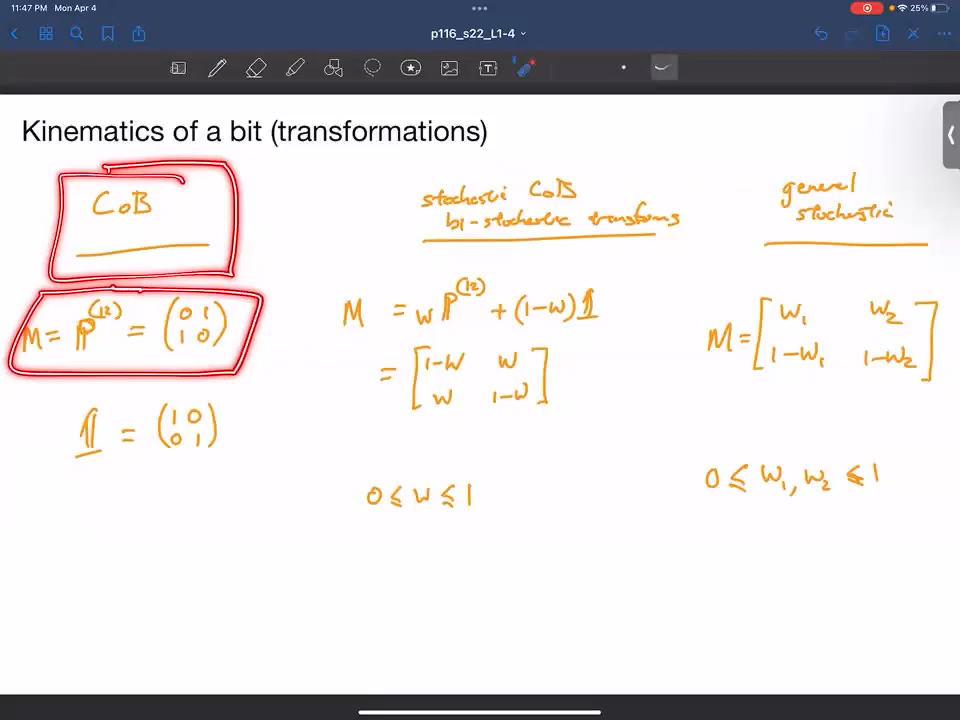 11:47 PM Mon Apr 4
25%
p116_s22_L1-4
Kinematics of a bit (transformations)
CoB
M = P^(12) = (0 1
1 0)
𝟙 = (1 0
0 1)
stochastic CoB
bi-stochastic transforms
M = w P^(12) + (1-w) 𝟙
= [1-w w
w 1-w]
0 ≤ w ≤ 1
general
stochastic
M = [w₁ w₂
1-w₁ 1-w₂]
0 ≤ w₁, w₂ ≤ 1